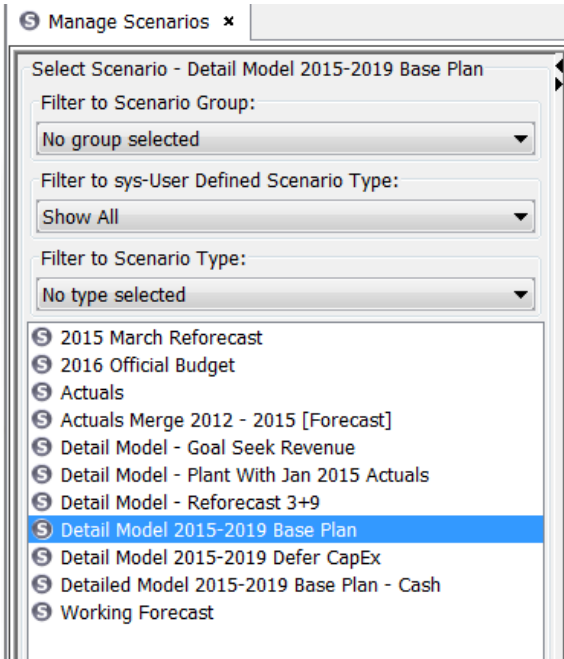 S Manage Scenarios ×
Select Scenario - Detail Model 2015-2019 Base Plan
Filter to Scenario Group:
No group selected
Filter to sys-User Defined Scenario Type:
Show All
Filter to Scenario Type:
No type selected
S 2015 March Reforecast
S 2016 Official Budget
S Actuals
S Actuals Merge 2012 - 2015 [Forecast]
S Detail Model - Goal Seek Revenue
S Detail Model - Plant With Jan 2015 Actuals
S Detail Model - Reforecast 3+9
S Detail Model 2015-2019 Base Plan
S Detail Model 2015-2019 Defer CapEx
S Detailed Model 2015-2019 Base Plan - Cash
S Working Forecast